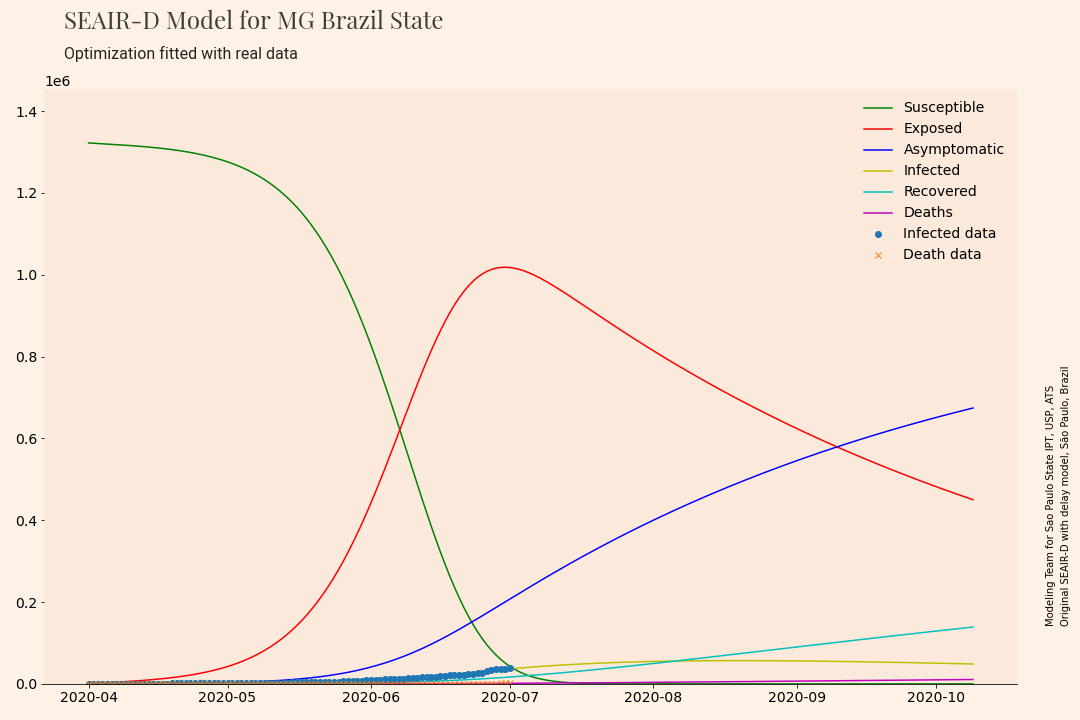 SEAIR-D Model for MG Brazil State
Optimization fitted with real data
1e6
1.4
1.2
1.0
0.8
0.6
0.4
0.2
0.0
2020-04
2020-05
2020-06
2020-07
2020-08
2020-09
2020-10
Susceptible
Exposed
Asymptomatic
Infected
Recovered
Deaths
Infected data
Death data
Modeling Team for Sao Paulo State IPT, USP, ATS
Original SEAIR-D with delay model, São Paulo, Brazil